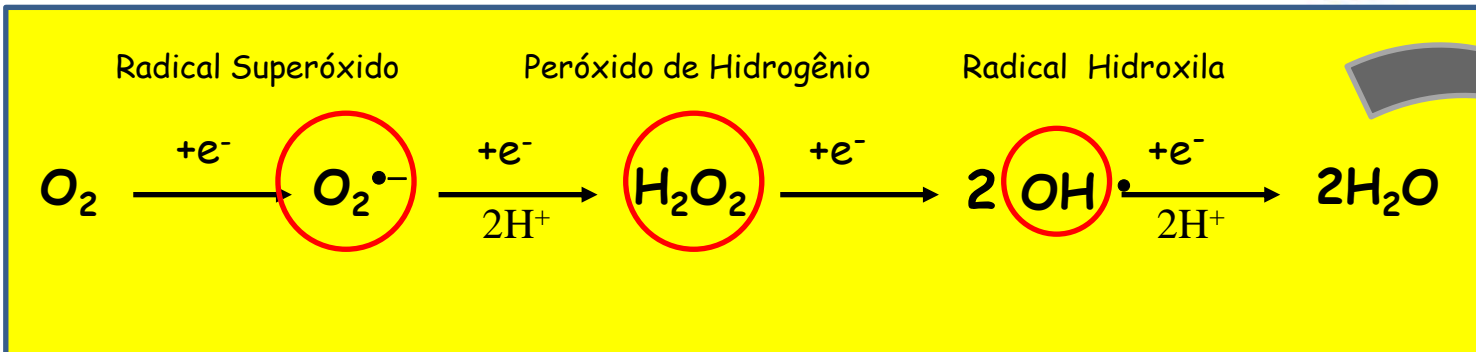 Radical Superóxido Peróxido de Hidrogênio Radical Hidroxila
+e⁻ +e⁻ +e⁻ +e⁻
O₂ O₂•⁻ H₂O₂ 2 OH• 2H₂O
2H⁺ 2H⁺